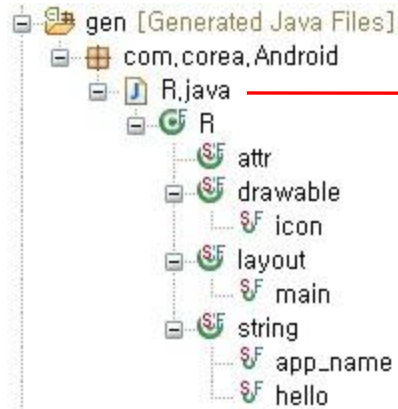 gen [Generated Java Files]
com.corea.Android
R.java
R
attr
drawable
icon
layout
main
string
app_name
hello